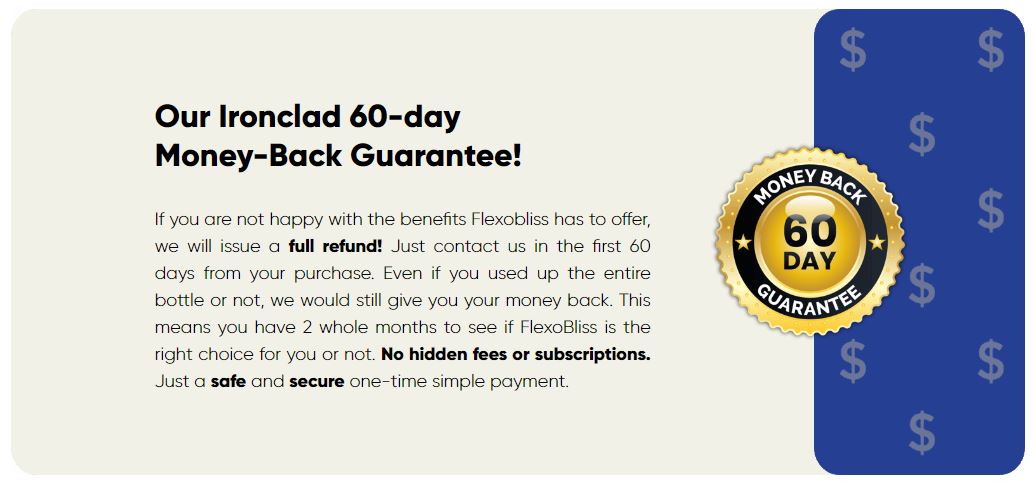 Our Ironclad 60-day
Money-Back Guarantee!
If you are not happy with the benefits Flexobliss has to offer,
we will issue a full refund! Just contact us in the first 60
days from your purchase. Even if you used up the entire
bottle or not, we would still give you your money back. This
means you have 2 whole months to see if FlexoBliss is the
right choice for you or not. No hidden fees or subscriptions.
Just a safe and secure one-time simple payment.
MONEY BACK
60
DAY
GUARANTEE
$ $
$
$
$
$ $
$